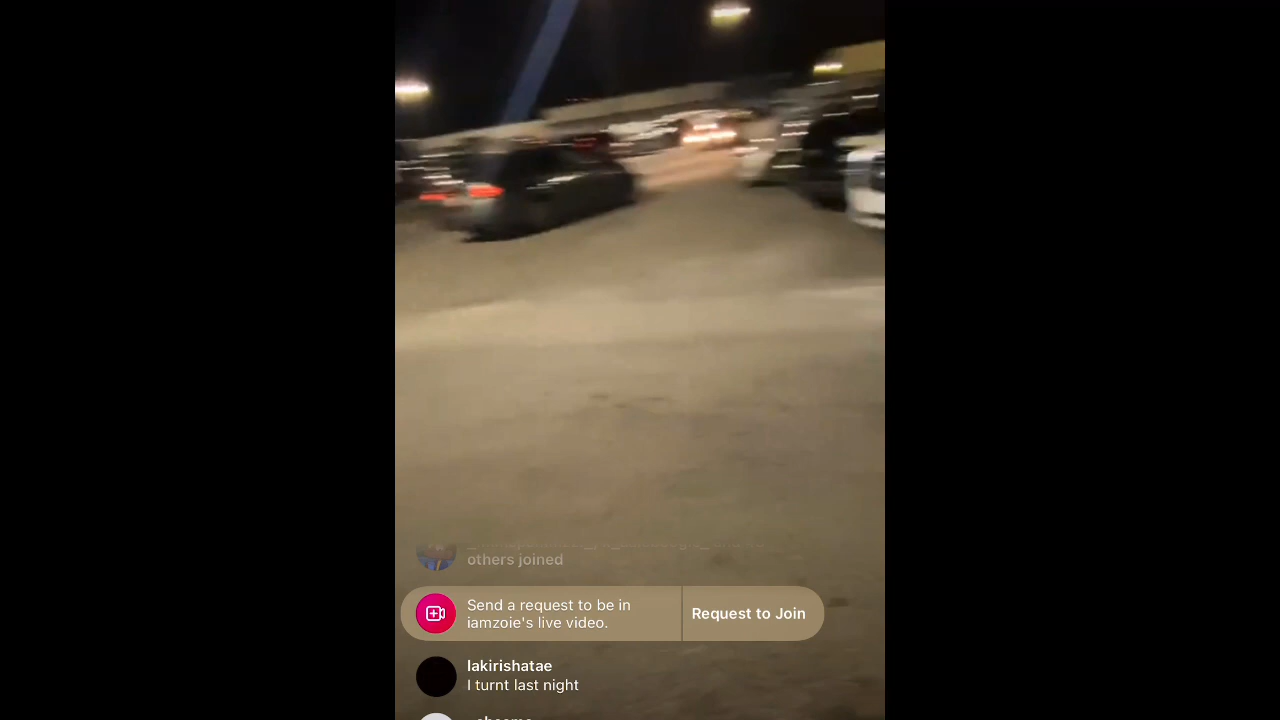 others joined
Send a request to be in
iamzoie's live video.
Request to Join
lakirishatae
I turnt last night